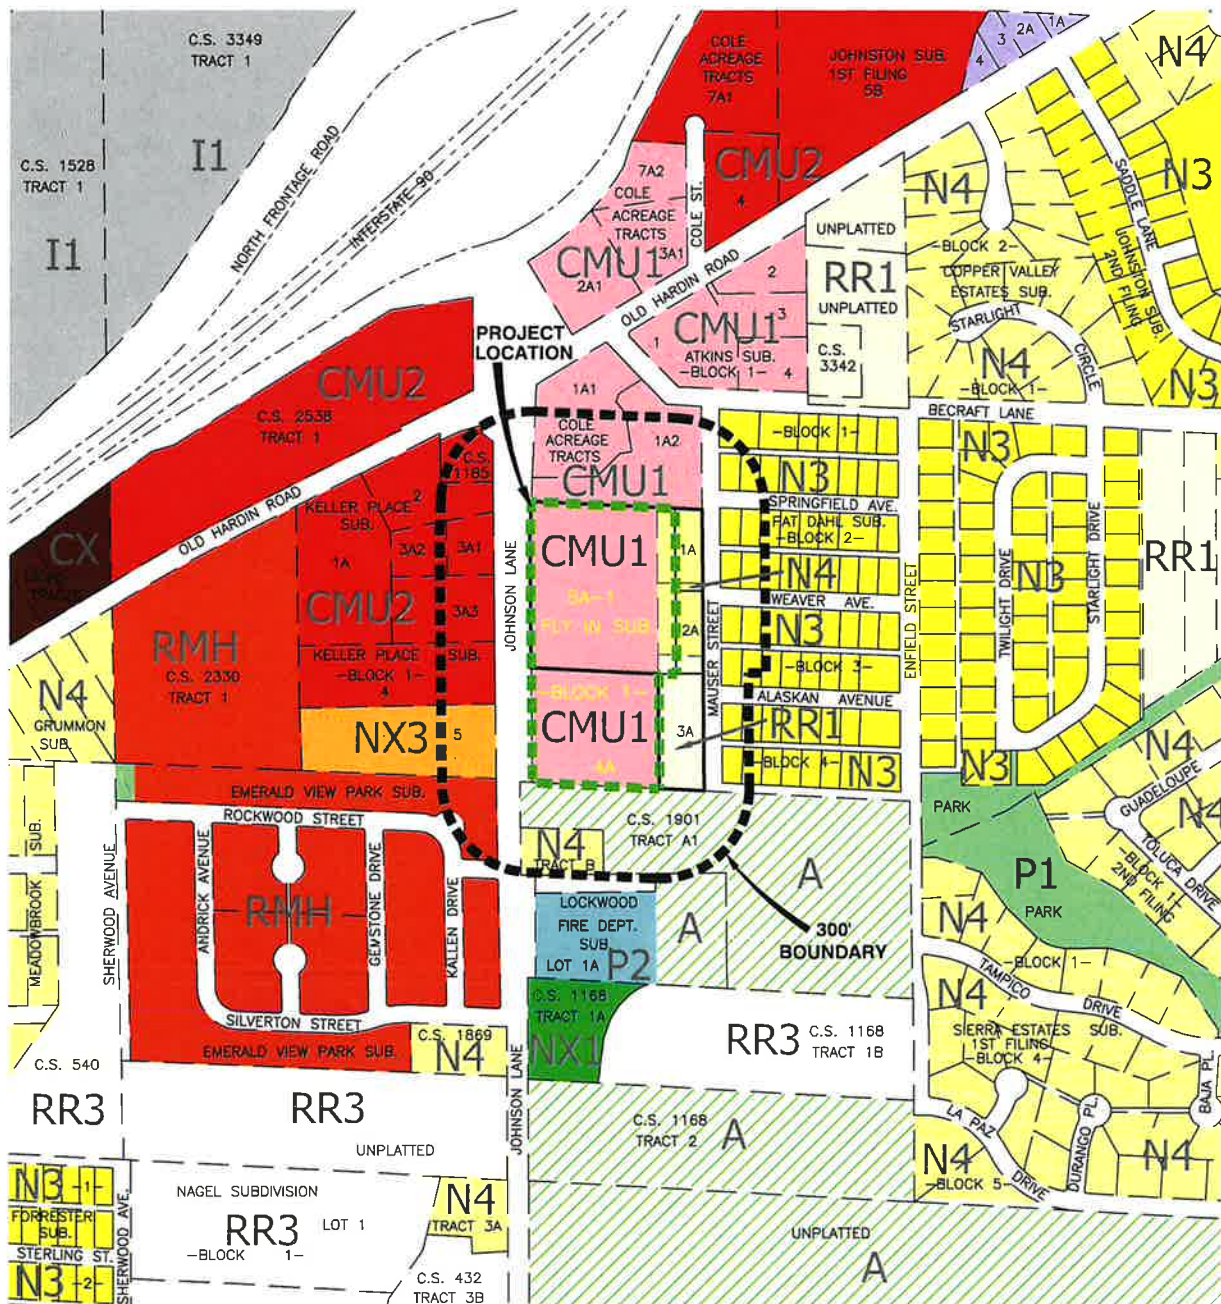 C.S. 3349
TRACT 1
I1
C.S. 1528
TRACT 1
I1
NORTH FRONTAGE ROAD
INTERSTATE 90
COLE
ACREAGE
TRACTS
7A1
JOHNSTON SUB.
1ST FILING
5B
4
3
2A
1A
N4
CMU2
4
COLE ST.
7A2
COLE
ACREAGE
TRACTS
3A1
CMU1
2A1
OLD HARDIN ROAD
2
CMU1
3
1
ATKINS SUB.
-BLOCK 1-
4
UNPLATTED
RR1
UNPLATTED
C.S.
3342
N4
-BLOCK 2-
COPPER VALLEY
ESTATES SUB.
STARLIGHT
CIRCLE
N4
-BLOCK 1-
SADDLE LANE
JOHNSTON SUB.
2ND FILING
N3
N3
BECRAFT LANE
PROJECT
LOCATION
CMU2
C.S. 2538
TRACT 1
OLD HARDIN ROAD
CX
1A1
COLE
ACREAGE
TRACTS
1A2
CMU1
C.S.
1185
KELLER PLACE
SUB.
2
1A
3A2
3A1
CMU2
3A3
KELLER PLACE SUB.
-BLOCK 1-
4
RMH
C.S. 2330
TRACT 1
N4
GRUMMON
SUB.
NX3
5
JOHNSON LANE
CMU1
8A-1
FLY IN SUB
-BLOCK 1-
CMU1
4A
1A
2A
3A
N4
RR1
MAUSER STREET
-BLOCK 1-
N3
SPRINGFIELD AVE.
PAT DAHL SUB.
-BLOCK 2-
WEAVER AVE.
N3
-BLOCK 3-
ALASKAN AVENUE
-BLOCK 4-
N3
ENFIELD STREET
N3
TWILIGHT DRIVE
N3
STARLIGHT DRIVE
RR1
N3
EMERALD VIEW PARK SUB.
ROCKWOOD STREET
ANDRICK AVENUE
GEMSTONE DRIVE
KALLEN DRIVE
RMH
SILVERTON STREET
EMERALD VIEW PARK SUB.
SHERWOOD AVENUE
MEADOWBROOK SUB.
C.S. 1901
TRACT A1
N4
TRACT B
A
A
300'
BOUNDARY
LOCKWOOD
FIRE DEPT.
SUB.
LOT 1A
P2
C.S. 1168
TRACT 1A
NX1
RR3
C.S. 1168
TRACT 1B
PARK
P1
PARK
N4
GUADELOUPE
N4
TOLUCA DRIVE
-BLOCK 1-
2ND FILING
N4
-BLOCK 1-
TAMPICO DRIVE
N4
SIERRA ESTATES SUB.
1ST FILING
-BLOCK 4-
LA PAZ DRIVE
DURANGO PL.
BAJA PL.
N4
-BLOCK 5-
N4
C.S. 1869
N4
C.S. 540
RR3
RR3
UNPLATTED
JOHNSON LANE
C.S. 1168
TRACT 2
A
N3
-1-
FORRESTER
SUB.
STERLING ST.
N3
-2-
SHERWOOD AVE.
NAGEL SUBDIVISION
RR3
LOT 1
-BLOCK 1-
N4
TRACT 3A
C.S. 432
TRACT 3B
UNPLATTED
A